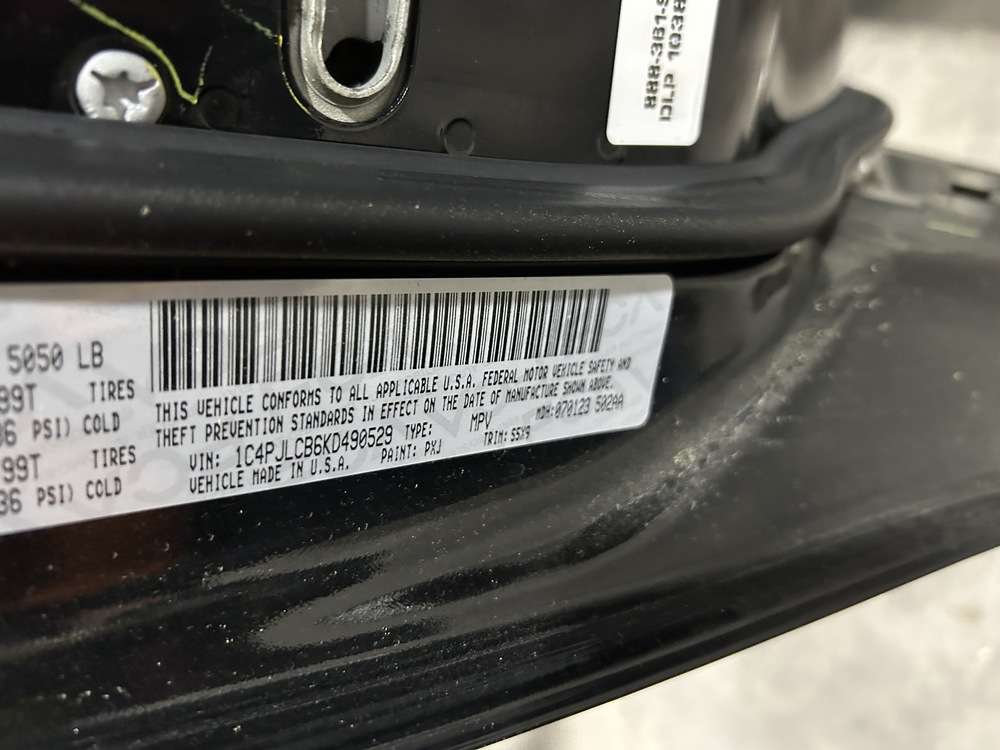 888-3B1-S
DLP 1038
5050 LB
99T TIRES
36 PSI) COLD
99T TIRES
36 PSI) COLD
THIS VEHICLE CONFORMS TO ALL APPLICABLE U.S.A. FEDERAL MOTOR VEHICLE SAFETY AND
THEFT PREVENTION STANDARDS IN EFFECT ON THE DATE OF MANUFACTURE SHOWN ABOVE.
VIN: 1C4PJLCB6KD490529 TYPE: MPV MDH:070123 502AA
VEHICLE MADE IN U.S.A. PAINT: PXJ TRIM: S5X9